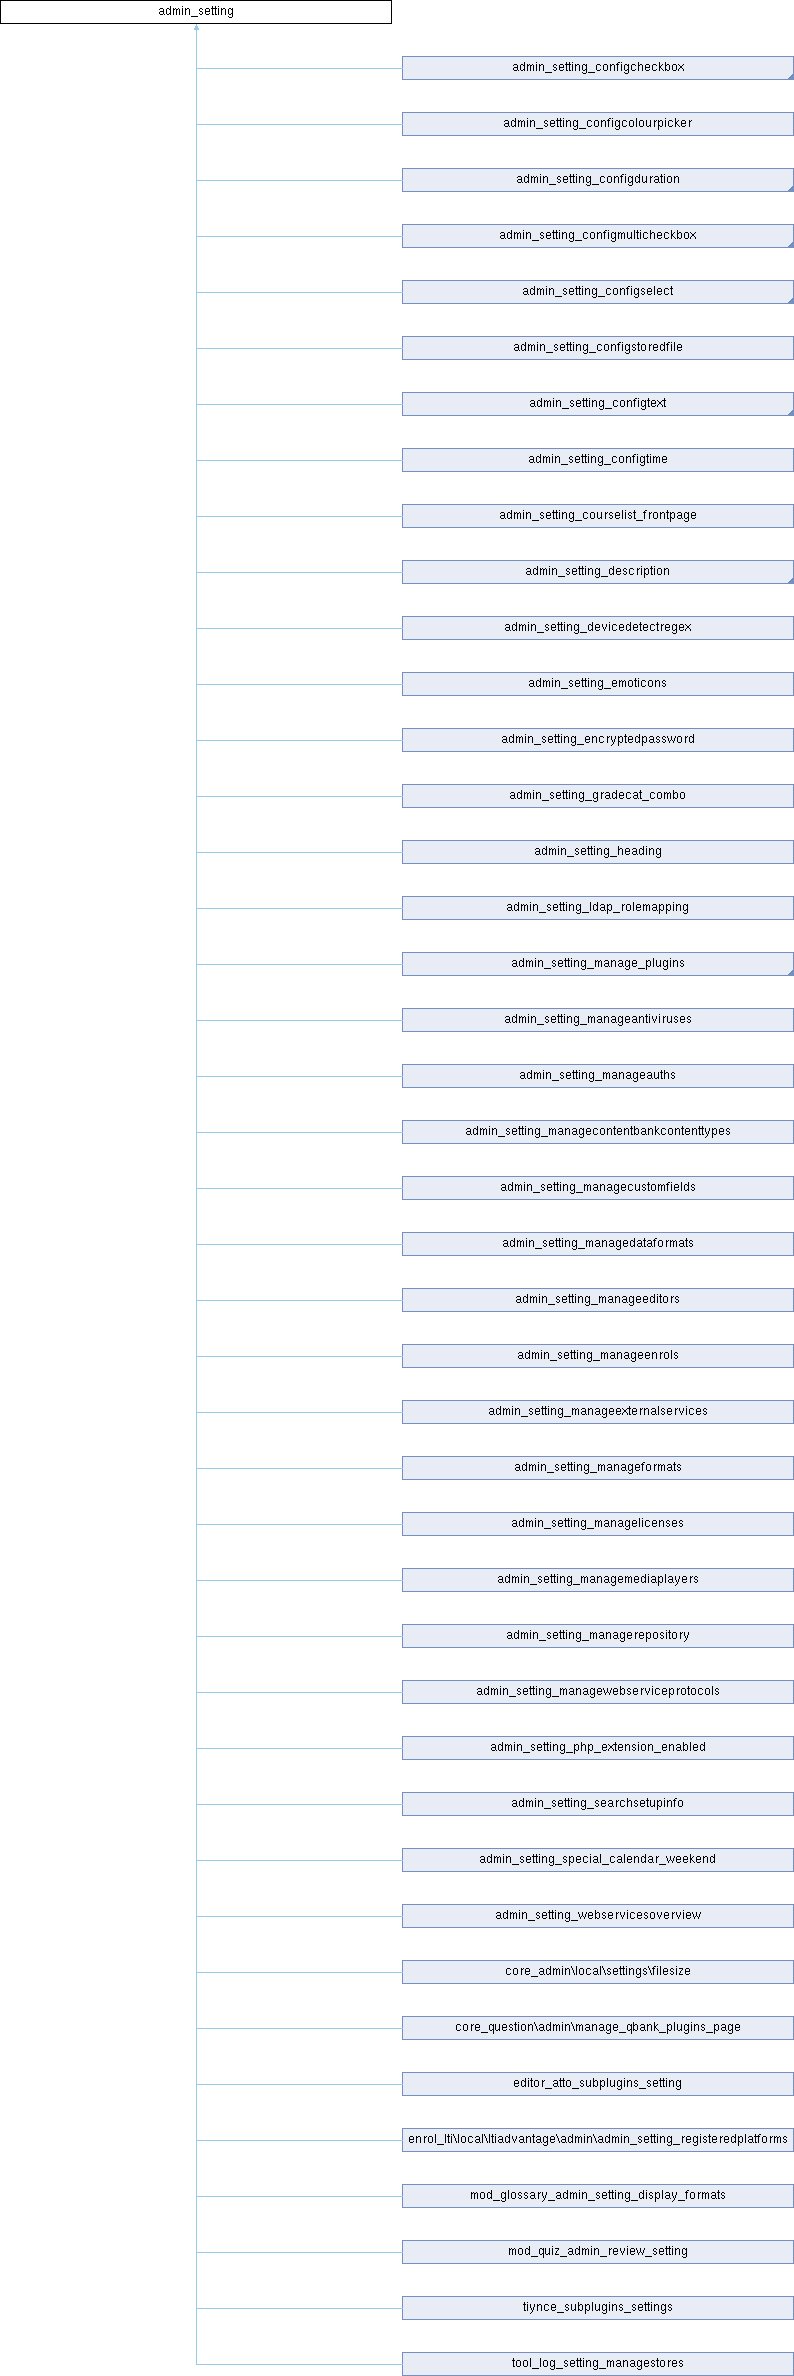 admin_setting
admin_setting_configcheckbox
admin_setting_configcolourpicker
admin_setting_configduration
admin_setting_configmulticheckbox
admin_setting_configselect
admin_setting_configstoredfile
admin_setting_configtext
admin_setting_configtime
admin_setting_courselist_frontpage
admin_setting_description
admin_setting_devicedetectregex
admin_setting_emoticons
admin_setting_encryptedpassword
admin_setting_gradecat_combo
admin_setting_heading
admin_setting_ldap_rolemapping
admin_setting_manage_plugins
admin_setting_manageantiviruses
admin_setting_manageauths
admin_setting_managecontentbankcontenttypes
admin_setting_managecustomfields
admin_setting_managedataformats
admin_setting_manageeditors
admin_setting_manageenrols
admin_setting_manageexternalservices
admin_setting_manageformats
admin_setting_managelicenses
admin_setting_managemediaplayers
admin_setting_managerepository
admin_setting_managewebserviceprotocols
admin_setting_php_extension_enabled
admin_setting_searchsetupinfo
admin_setting_special_calendar_weekend
admin_setting_webservicesoverview
core_admin\local\settings\filesize
core_question\admin\manage_qbank_plugins_page
editor_atto_subplugins_setting
enrol_lti\local\ltiadvantage\admin\admin_setting_registeredplatforms
mod_glossary_admin_setting_display_formats
mod_quiz_admin_review_setting
tiynce_subplugins_settings
tool_log_setting_managestores